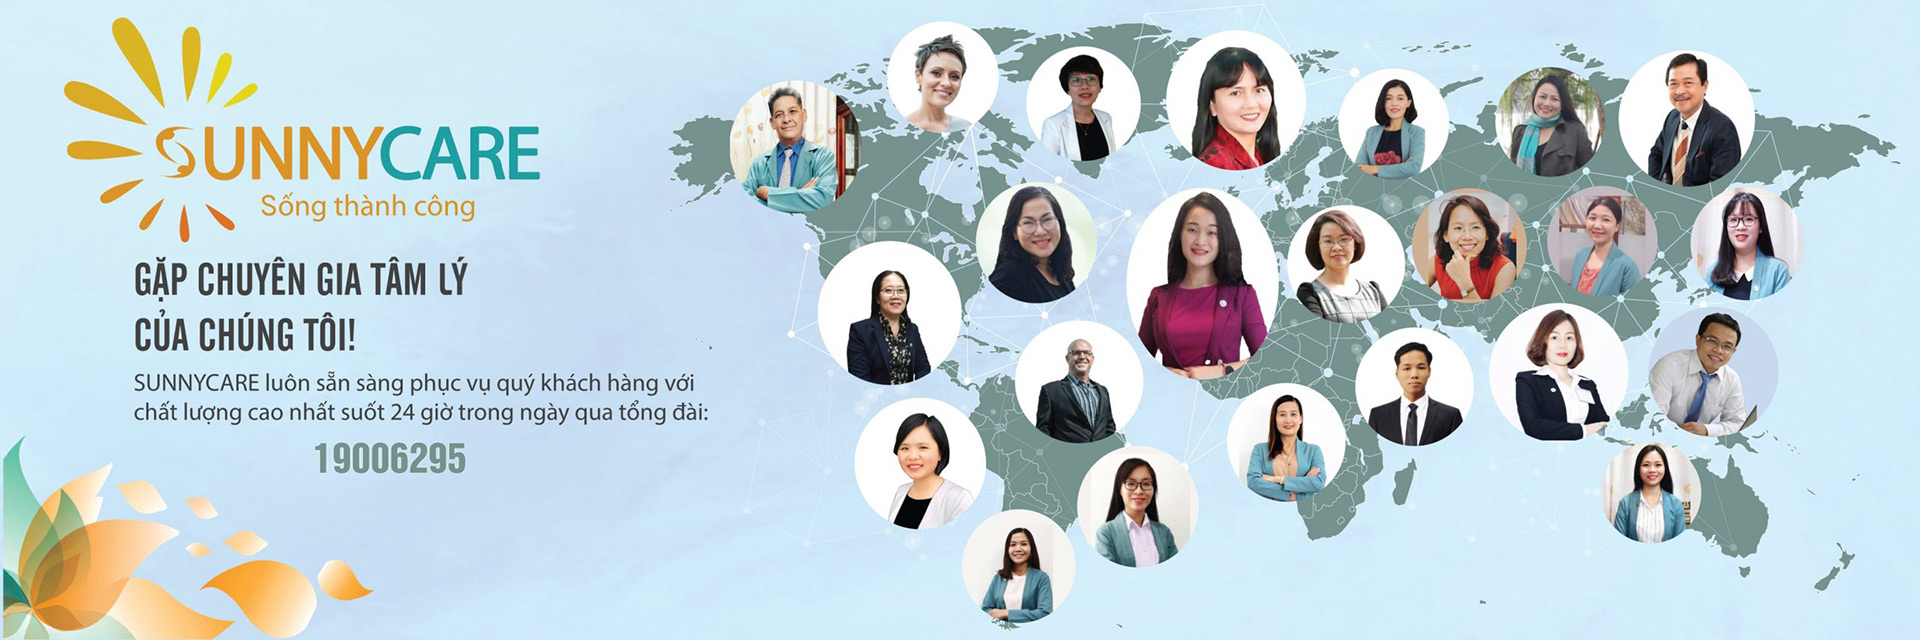 SUNNYCARE
Sống thành công
GẶP CHUYÊN GIA TÂM LÝ
CỦA CHÚNG TÔI!
SUNNYCARE luôn sẵn sàng phục vụ quý khách hàng với
chất lượng cao nhất suốt 24 giờ trong ngày qua tổng đài:
19006295